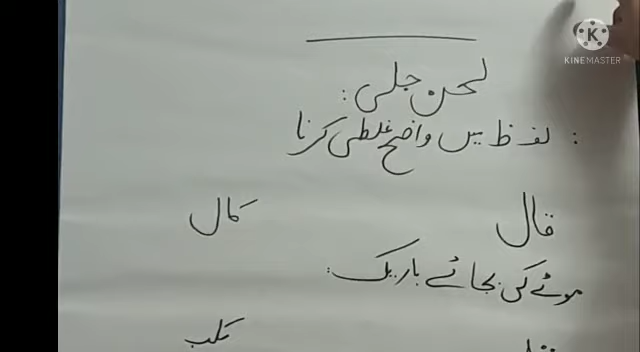 KINEMASTER
لحن جلی :
: لفظ میں واضح غلطی کرنا
قال کال
موٹے کی بجائے باریک :
کلب